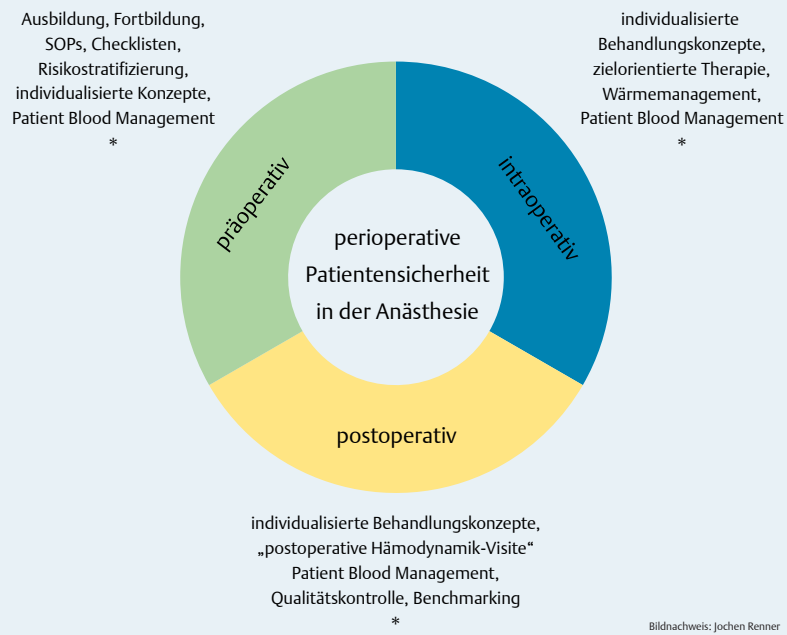 Ausbildung, Fortbildung,
SOPs, Checklisten,
Risikostratifizierung,
individualisierte Konzepte,
Patient Blood Management
*
individualisierte
Behandlungskonzepte,
zielorientierte Therapie,
Wärmemanagement,
Patient Blood Management
*
präoperativ
intraoperativ
perioperative
Patientensicherheit
in der Anästhesie
postoperativ
individualisierte Behandlungskonzepte,
„postoperative Hämodynamik-Visite“
Patient Blood Management,
Qualitätskontrolle, Benchmarking
*
Bildnachweis: Jochen Renner